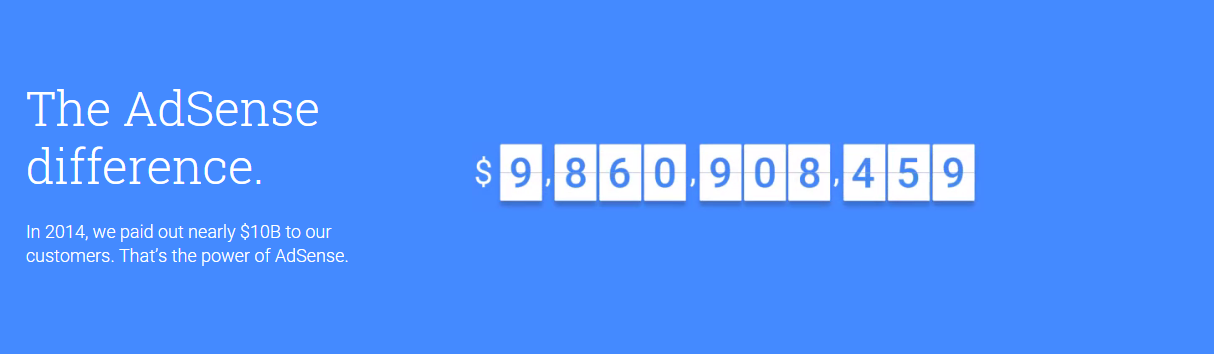 The AdSense
difference.
In 2014, we paid out nearly $10B to our
customers. That’s the power of AdSense.
$9,860,908,459